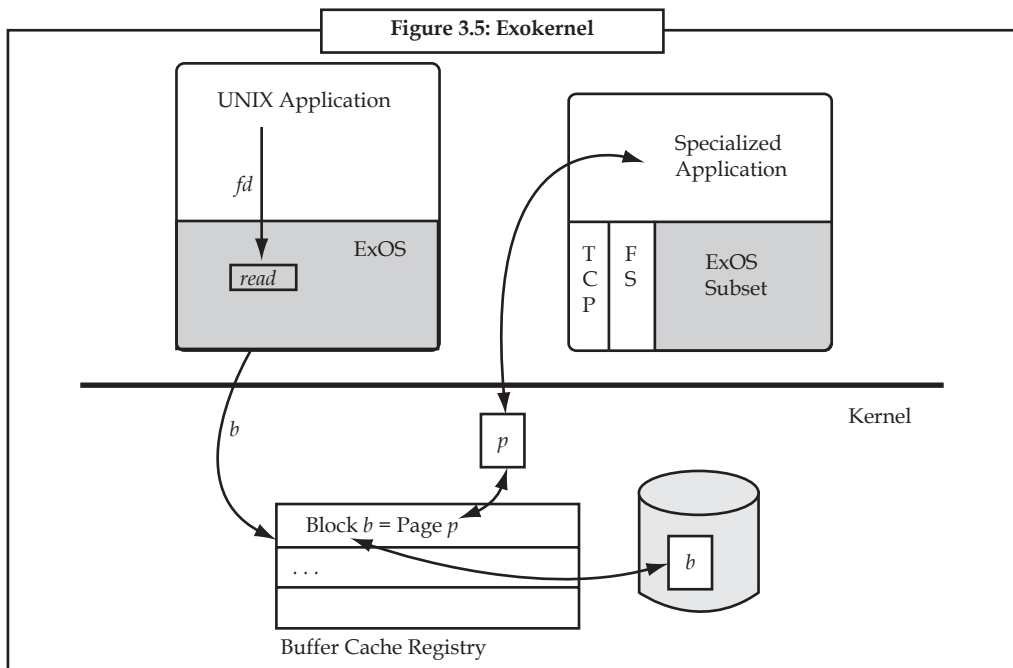 Figure 3.5: Exokernel
UNIX Application
fd
ExOS
read
Specialized
Application
T
C
P
F
S
ExOS
Subset
Kernel
b
p
Block b = Page p
. . .
b
Buffer Cache Registry